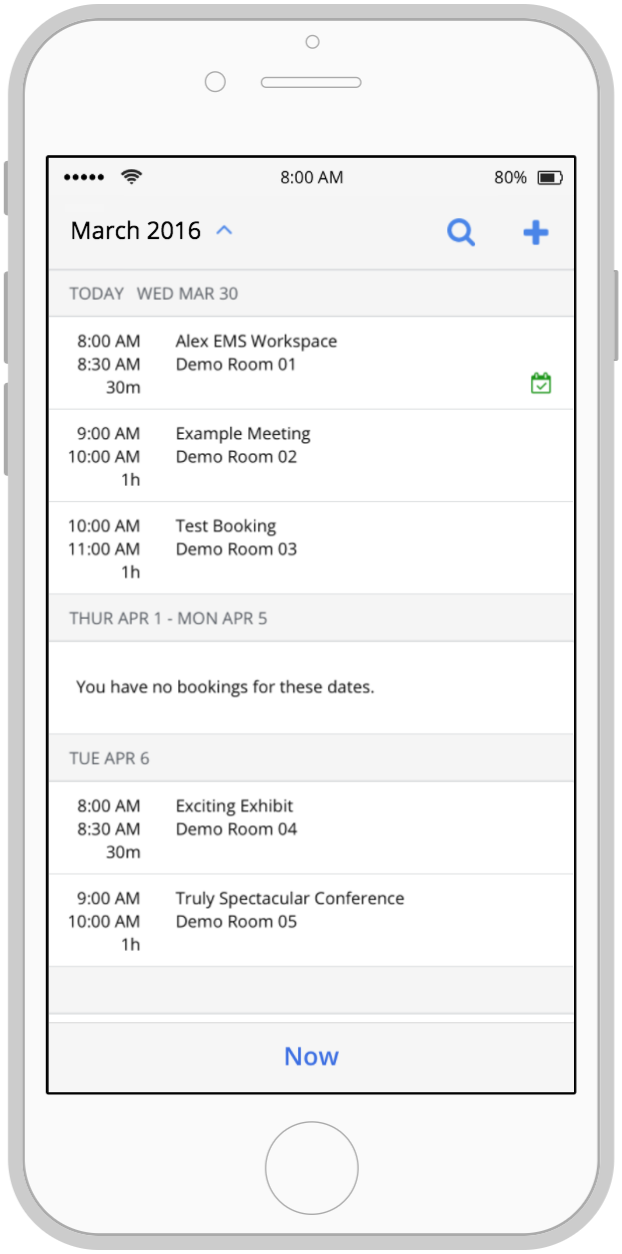 8:00 AM 80%
March 2016
TODAY WED MAR 30
8:00 AM Alex EMS Workspace
8:30 AM Demo Room 01
30m
9:00 AM Example Meeting
10:00 AM Demo Room 02
1h
10:00 AM Test Booking
11:00 AM Demo Room 03
1h
THUR APR 1 - MON APR 5
You have no bookings for these dates.
TUE APR 6
8:00 AM Exciting Exhibit
8:30 AM Demo Room 04
30m
9:00 AM Truly Spectacular Conference
10:00 AM Demo Room 05
1h
Now